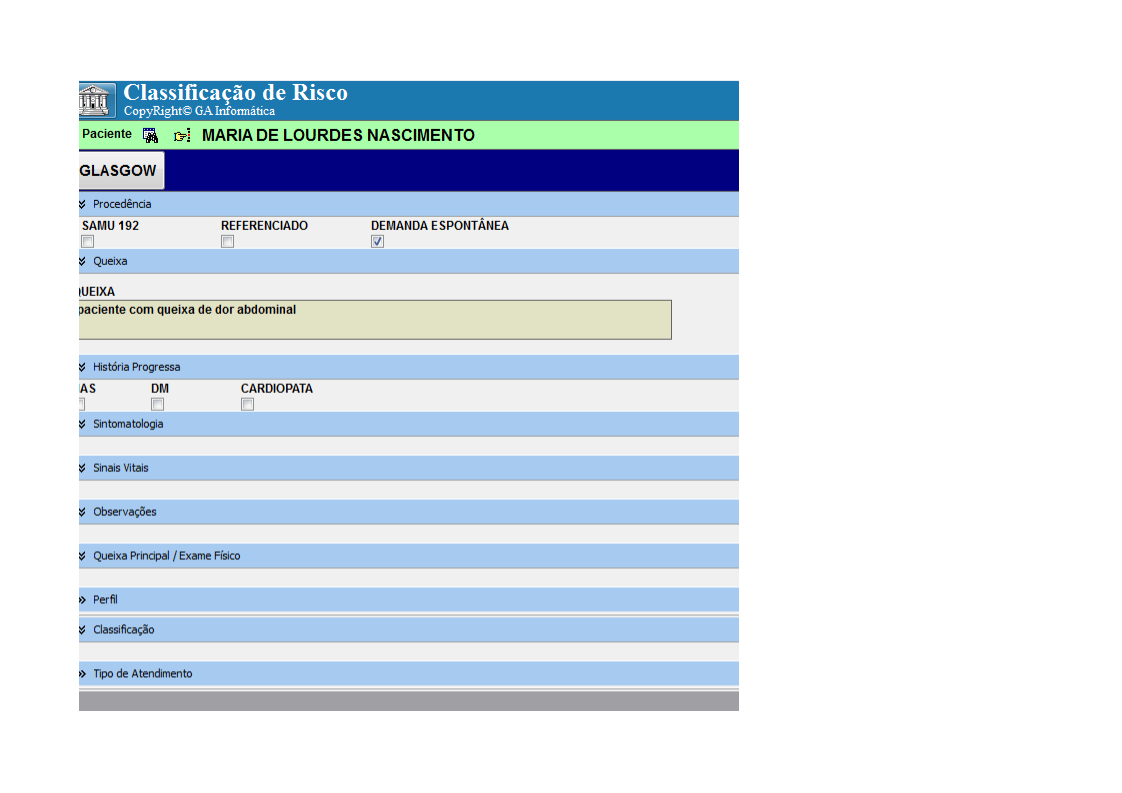 Classificação de Risco
CopyRight© GA Informática
Paciente MARIA DE LOURDES NASCIMENTO
GLASGOW
Procedência
SAMU 192 REFERENCIADO DEMANDA ESPONTÂNEA
Queixa
QUEIXA
paciente com queixa de dor abdominal
História Progressa
AS DM CARDIOPATA
Sintomatologia
Sinais Vitais
Observações
Queixa Principal / Exame Físico
Perfil
Classificação
Tipo de Atendimento